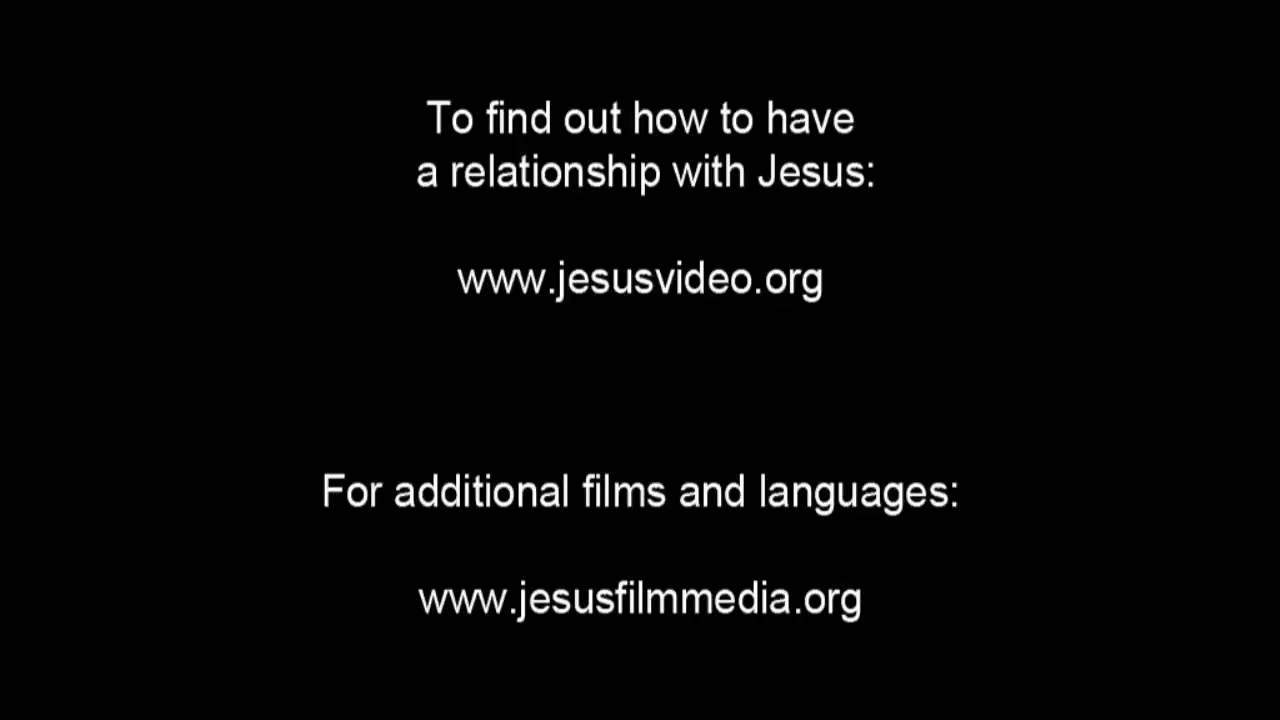 To find out how to have
a relationship with Jesus:
www.jesusvideo.org
For additional films and languages:
www.jesusfilmmedia.org